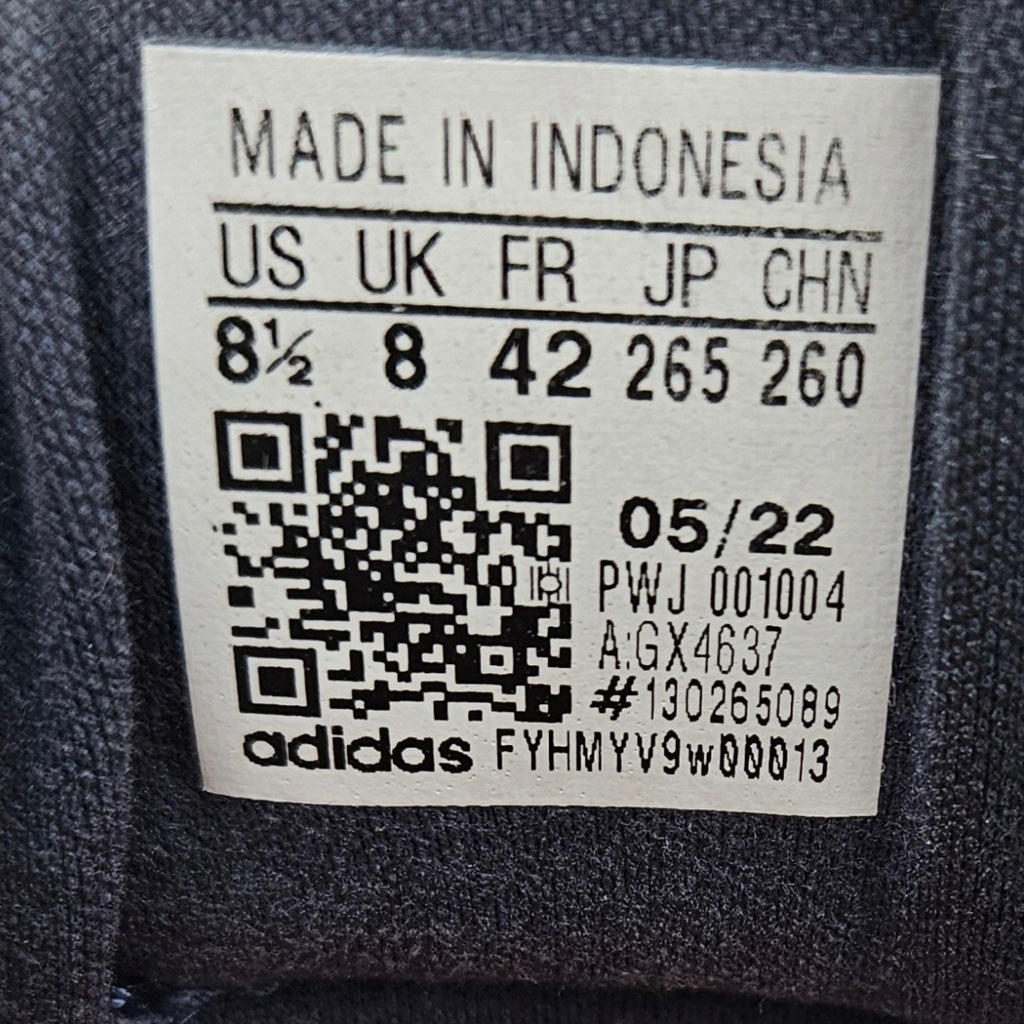 MADE IN INDONESIA
US UK FR JP CHN
8½ 8 42 265 260
05/22
PWJ 001004
A:GX4637
#130265089
adidas FYHMYV9w00013